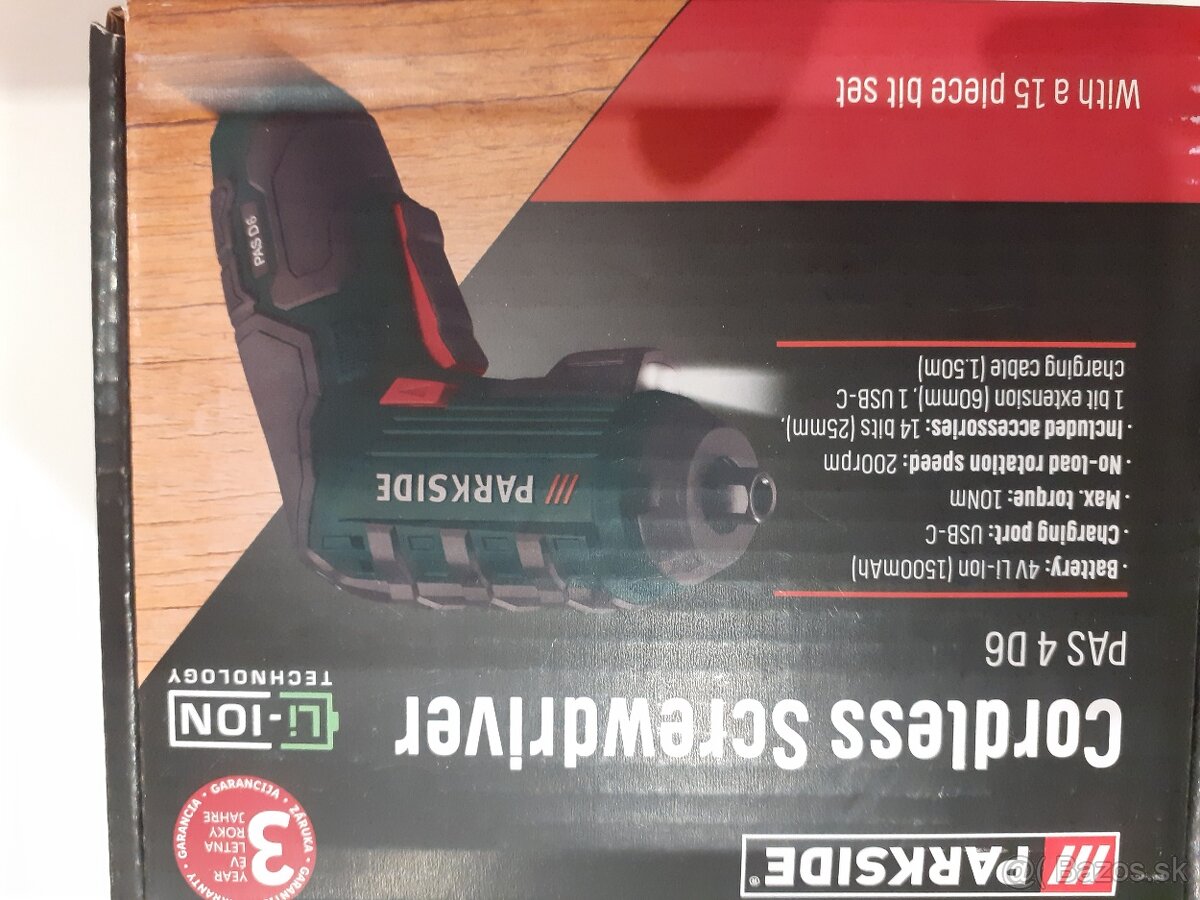 /// PARKSIDE®
Cordless Screwdriver
PAS 4 D6
· Battery: 4V Li-Ion (1500mAh)
· Charging port: USB-C
· Max. torque: 10Nm
· No-load rotation speed: 200rpm
· Included accessories: 14 bits (25mm),
1 bit extension (60mm), 1 USB-C
charging cable (1.50m)
With a 15 piece bit set
3
YEAR
ÉV
LETNA
ROKY
JAHRE
GARANCIA · GARANCIJA · ZÁRUKA ·
Li-ION
TECHNOLOGY
/// PARKSIDE
PAS D6
@ Bazos.sk